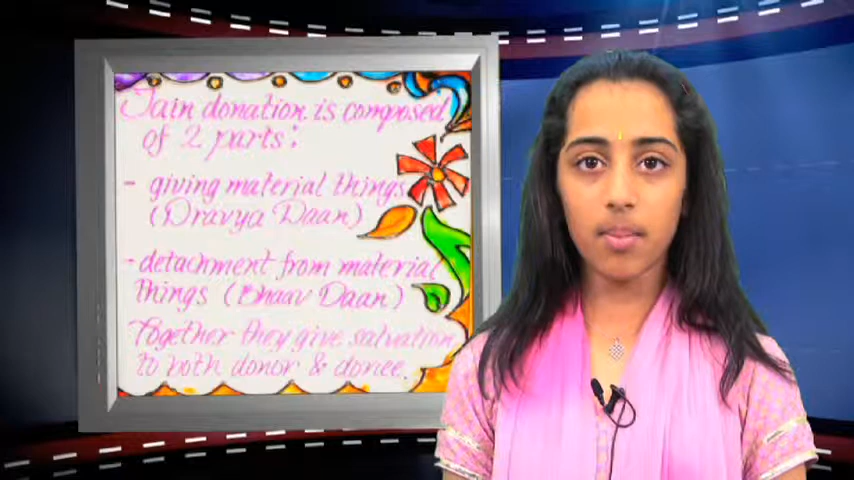 Jain donation is composed
of 2 parts:
- giving material things
(Dravya Daan)
- detachment from material
things (Bhaav Daan)
Together they give salvation
to both donor & donee.